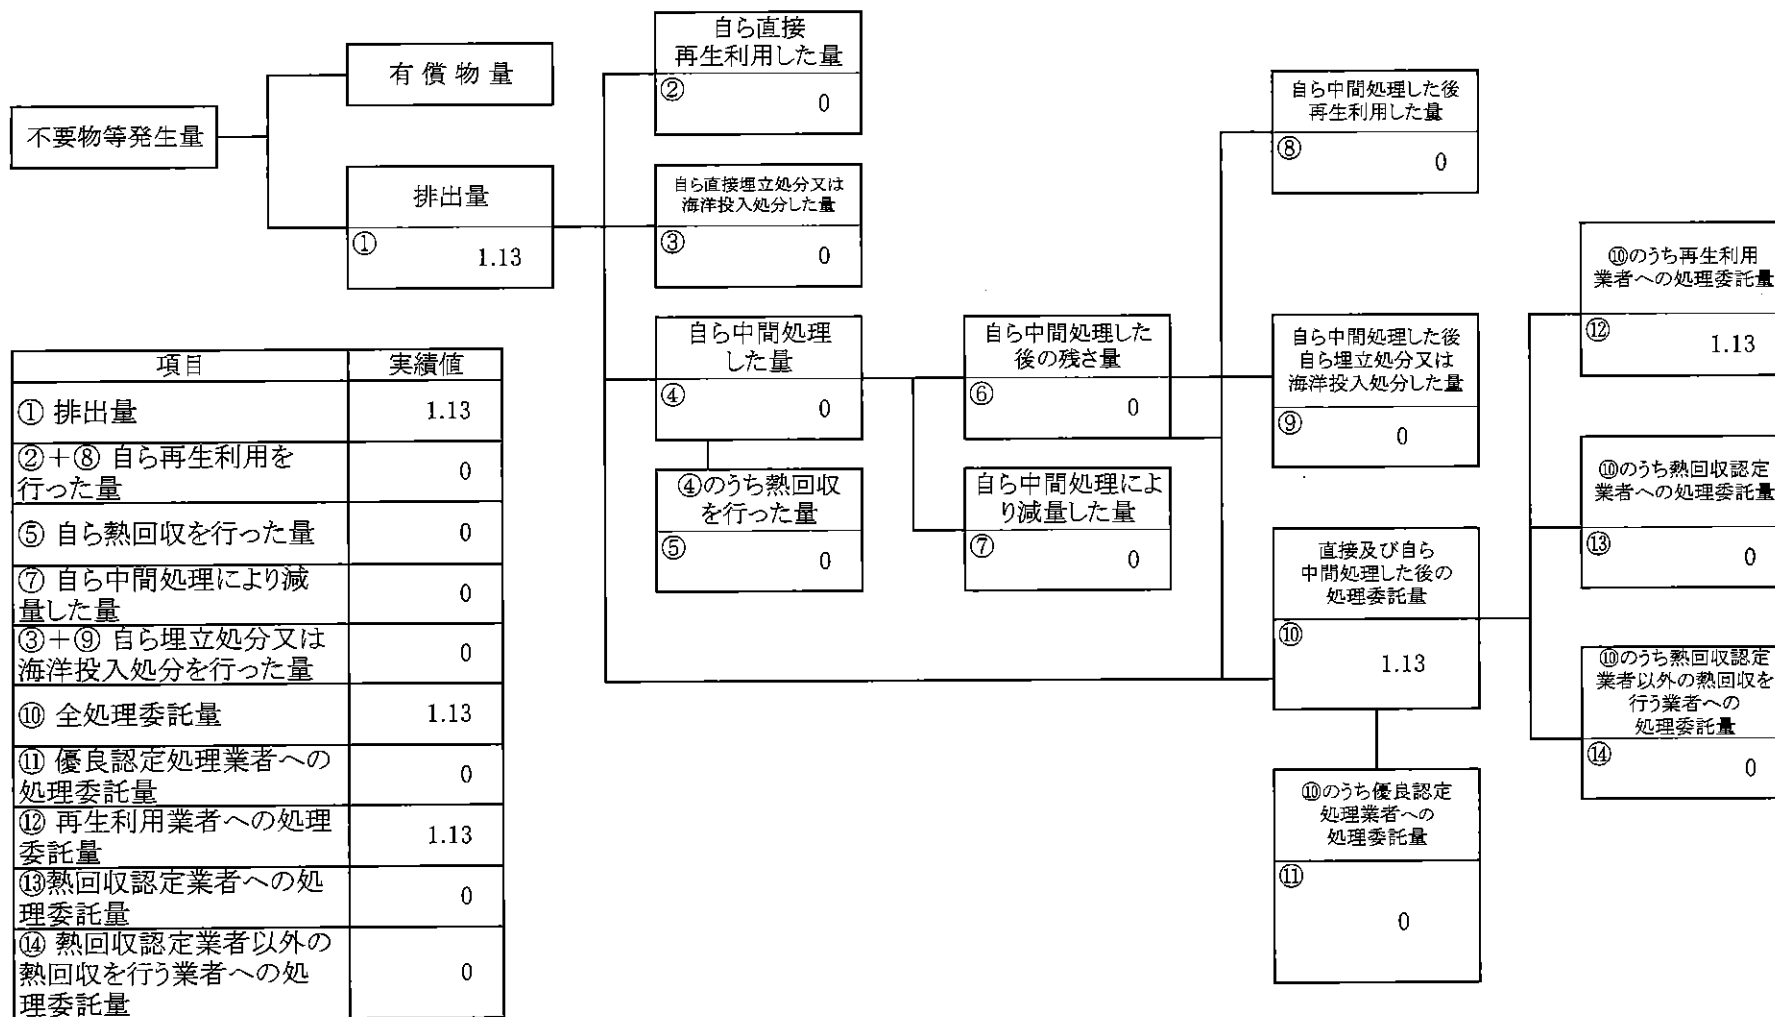 不要物等発生量
有償物量
排出量
①
1.13
自ら直接
再生利用した量
②
0
自ら直接埋立処分又は
海洋投入処分した量
③
0
自ら中間処理
した量
④
0
④のうち熱回収
を行った量
⑤
0
自ら中間処理した
後の残さ量
⑥
0
自ら中間処理によ
り減量した量
⑦
0
自ら中間処理した後
再生利用した量
⑧
0
自ら中間処理した後
自ら埋立処分又は
海洋投入処分した量
⑨
0
直接及び自ら
中間処理した後の
処理委託量
⑩
1.13
⑩のうち優良認定
処理業者への
処理委託量
⑪
0
⑩のうち再生利用
業者への処理委託量
⑫
1.13
⑩のうち熱回収認定
業者への処理委託量
⑬
0
⑩のうち熱回収認定
業者以外の熱回収を
行う業者への
処理委託量
⑭
0
項目 実績値
① 排出量 1.13
②+⑧ 自ら再生利用を
行った量 0
⑤ 自ら熱回収を行った量 0
⑦ 自ら中間処理により減
量した量 0
③+⑨ 自ら埋立処分又は
海洋投入処分を行った量 0
⑩ 全処理委託量 1.13
⑪ 優良認定処理業者への
処理委託量 0
⑫ 再生利用業者への処理
委託量 1.13
⑬熱回収認定業者への処
理委託量 0
⑭ 熱回収認定業者以外の
熱回収を行う業者への処
理委託量 0